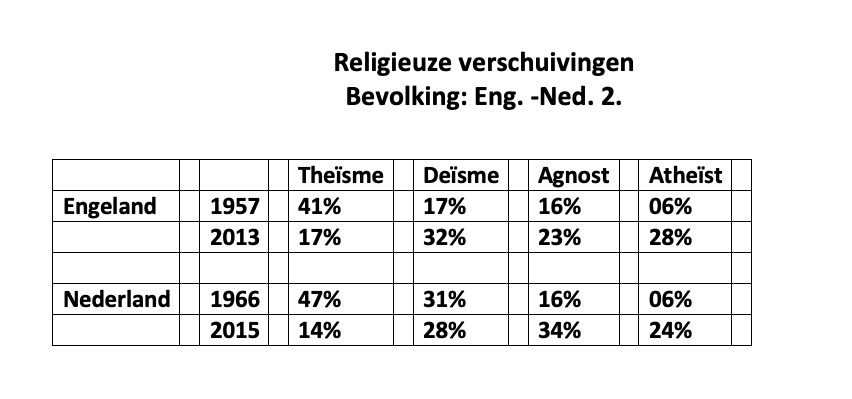 Religieuze verschuivingen
Bevolking: Eng. -Ned. 2.
Theïsme Deïsme Agnost Atheïst
Engeland 1957 41% 17% 16% 06%
2013 17% 32% 23% 28%
Nederland 1966 47% 31% 16% 06%
2015 14% 28% 34% 24%